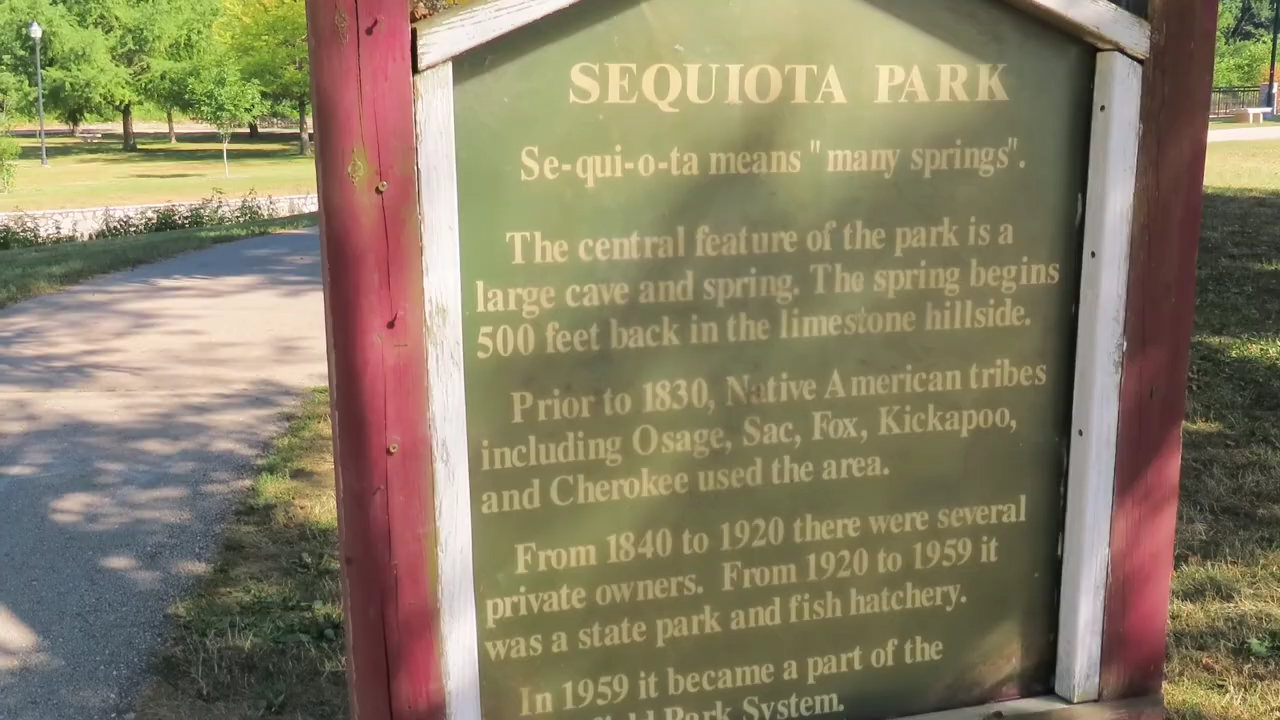 SEQUIOTA PARK
Se-qui-o-ta means "many springs".
The central feature of the park is a
large cave and spring. The spring begins
500 feet back in the limestone hillside.
Prior to 1830, Native American tribes
including Osage, Sac, Fox, Kickapoo,
and Cherokee used the area.
From 1840 to 1920 there were several
private owners. From 1920 to 1959 it
was a state park and fish hatchery.
In 1959 it became a part of the
Park System.